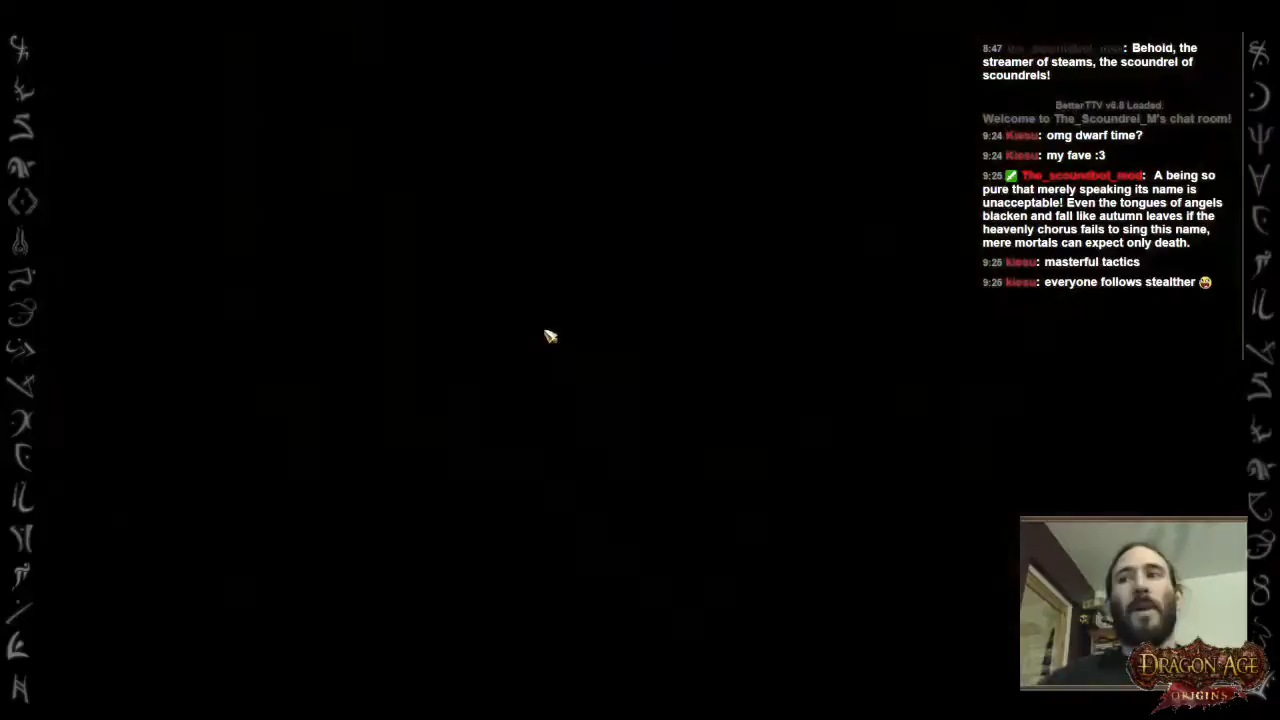 8:47 : Behold, the
streamer of steams, the scoundrel of
scoundrels!
BetterTTV v6.8 Loaded.
Welcome to The_Scoundrel_M's chat room!
9:24 Kiesu: omg dwarf time?
9:24 Kiesu: my fave :3
9:25 The_scoundbot_mod: A being so
pure that merely speaking its name is
unacceptable! Even the tongues of angels
blacken and fall like autumn leaves if the
heavenly chorus fails to sing this name,
mere mortals can expect only death.
9:25 kiesu: masterful tactics
9:26 kiesu: everyone follows stealther
DRAGON AGE
ORIGINS